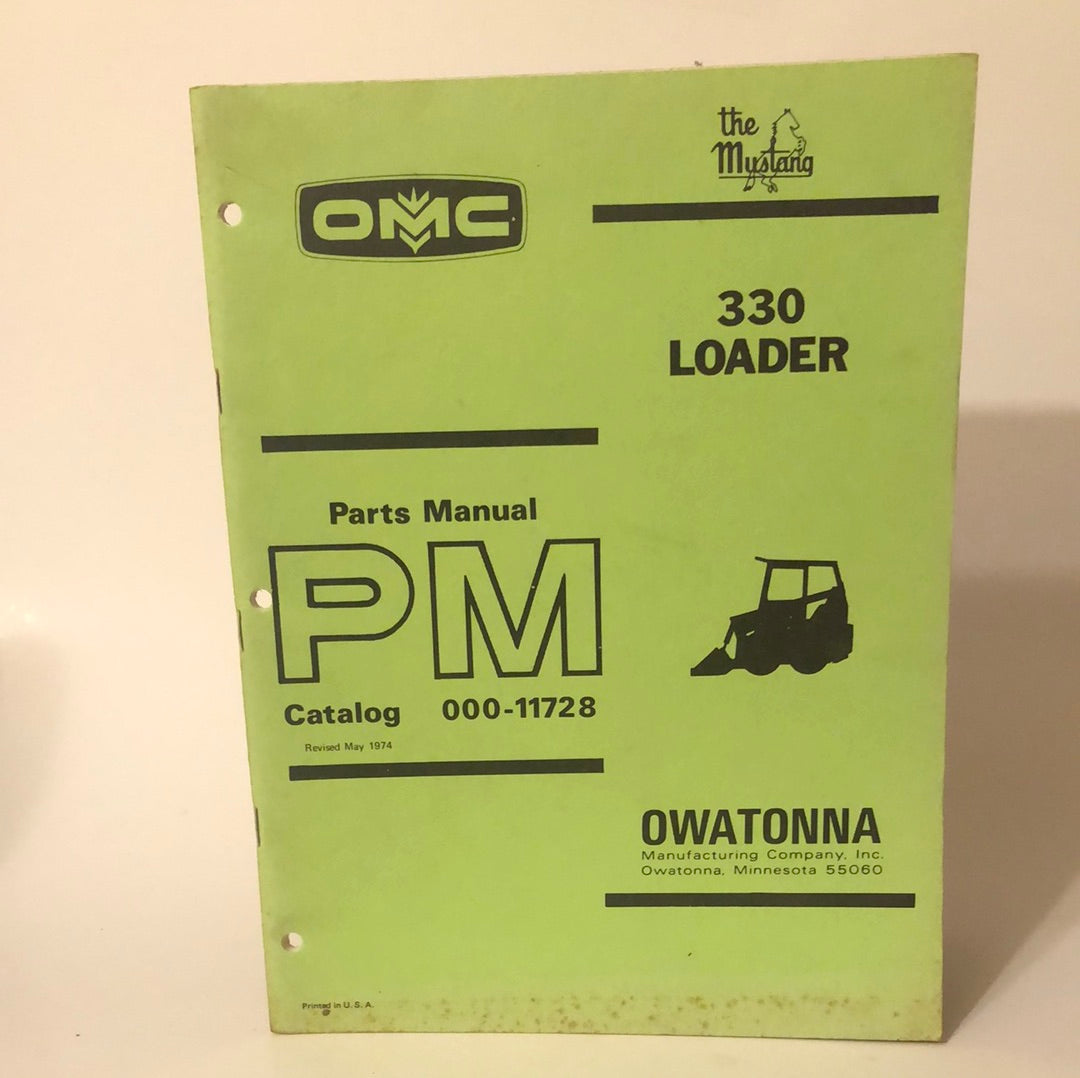 the
Mustang
OMC
330
LOADER
Parts Manual
PM
Catalog 000-11728
Revised May 1974
OWATONNA
Manufacturing Company, Inc.
Owatonna, Minnesota 55060
Printed in U. S. A.